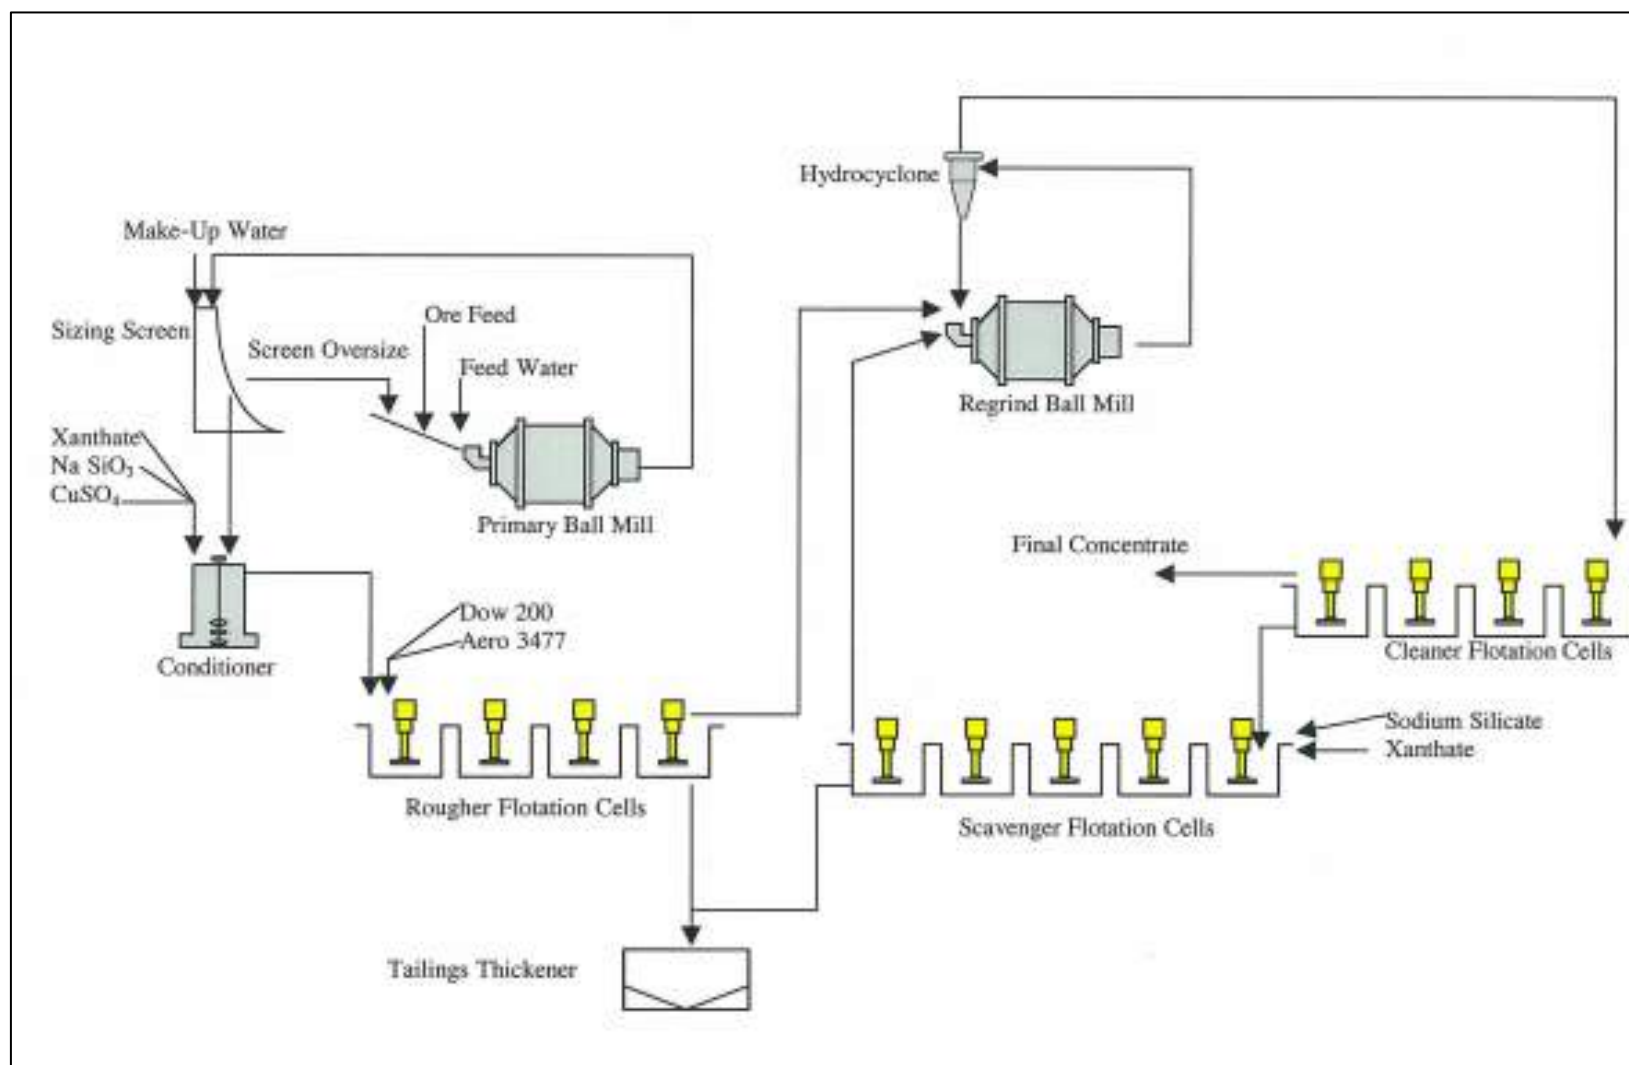 Hydrocyclone
Make-Up Water
Sizing Screen
Ore Feed
Screen Oversize
Feed Water
Regrind Ball Mill
Xanthate
Na SiO₃
CuSO₄
Primary Ball Mill
Final Concentrate
Dow 200
Aero 3477
Conditioner
Cleaner Flotation Cells
Sodium Silicate
Xanthate
Rougher Flotation Cells
Scavenger Flotation Cells
Tailings Thickener